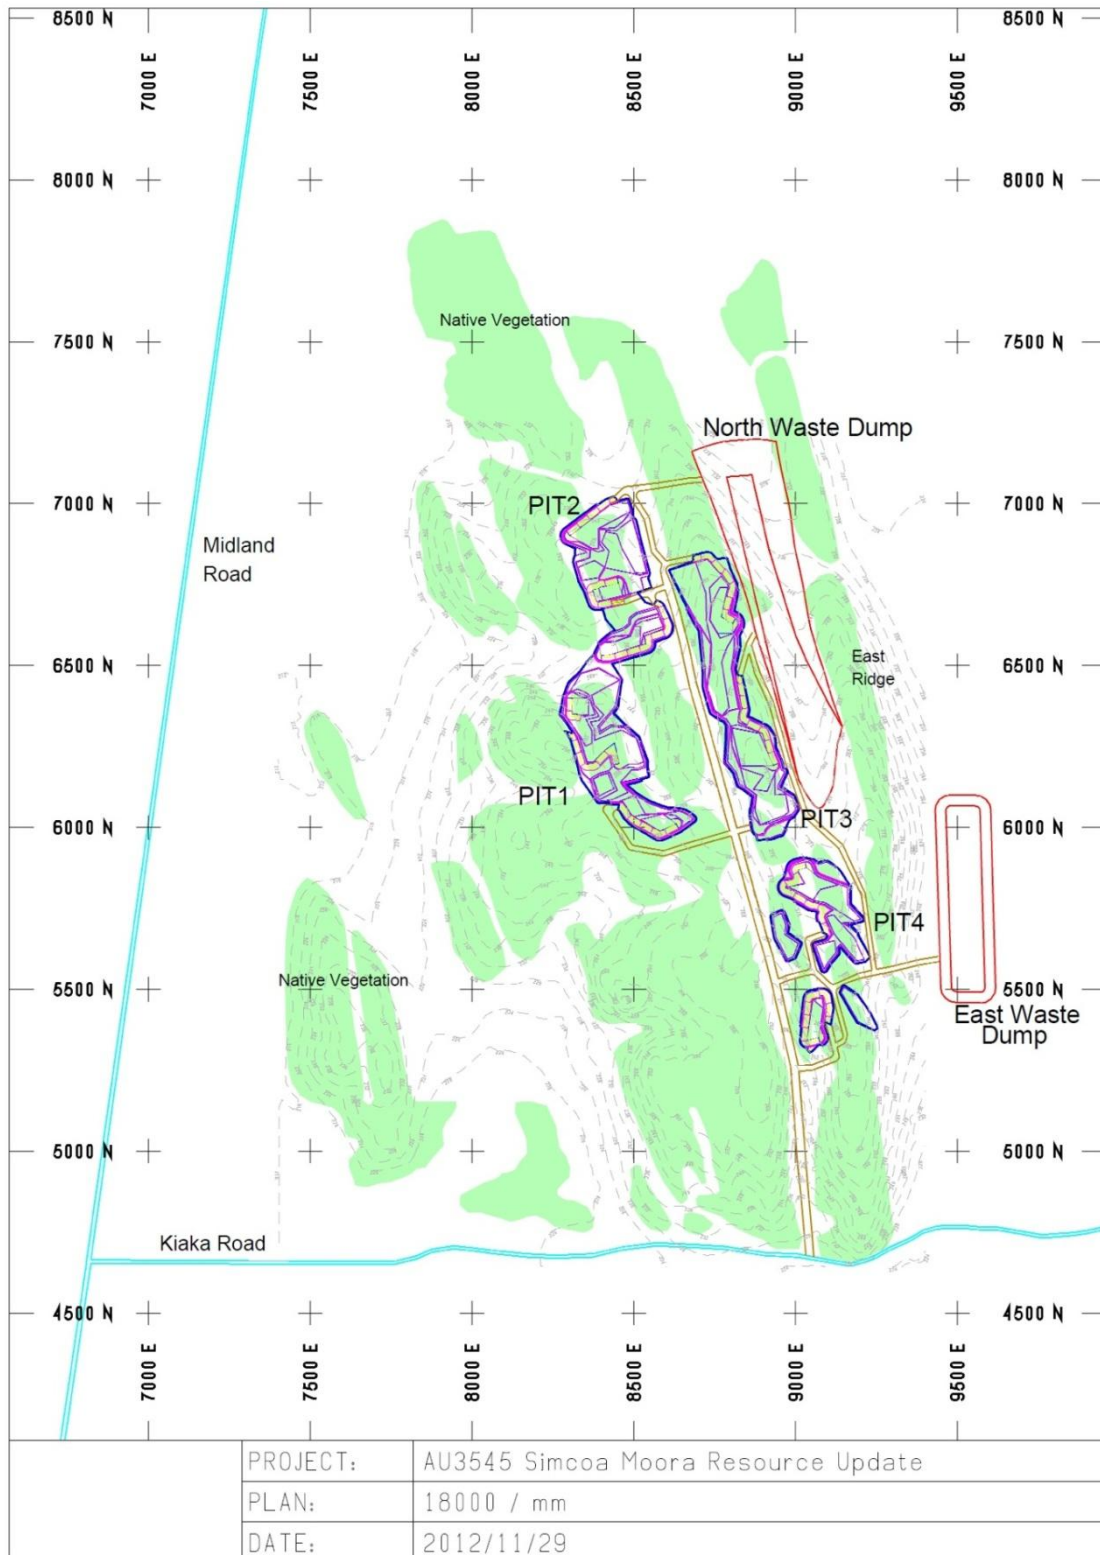 8500 N
8500 N
7000 E
7500 E
8000 E
8500 E
9000 E
9500 E
8000 N
8000 N
Native Vegetation
7500 N
7500 N
North Waste Dump
7000 N
7000 N
PIT2
Midland
Road
6500 N
6500 N
East
Ridge
PIT1
PIT3
6000 N
6000 N
PIT4
Native Vegetation
5500 N
5500 N
East Waste
Dump
5000 N
5000 N
Kiaka Road
4500 N
4500 N
7000 E
7500 E
8000 E
8500 E
9000 E
9500 E
PROJECT: AU3545 Simcoa Moora Resource Update
PLAN: 18000 / mm
DATE: 2012/11/29